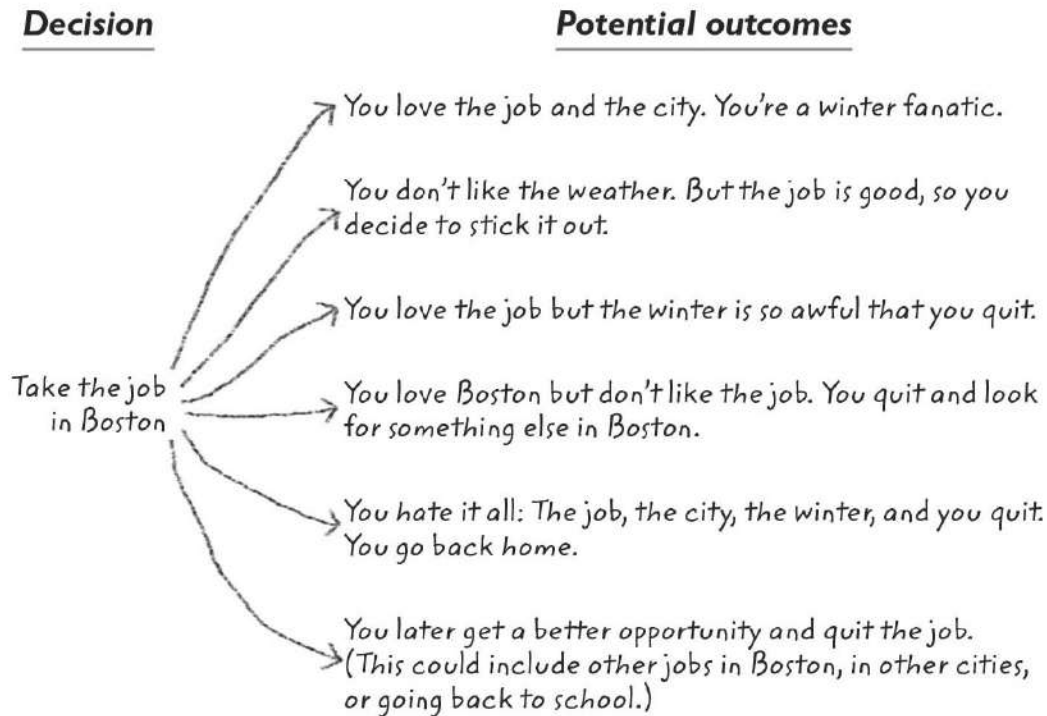 Decision
Potential outcomes
You love the job and the city. You're a winter fanatic.
You don't like the weather. But the job is good, so you
decide to stick it out.
You love the job but the winter is so awful that you quit.
Take the job
in Boston
You love Boston but don't like the job. You quit and look
for something else in Boston.
You hate it all: The job, the city, the winter, and you quit.
You go back home.
You later get a better opportunity and quit the job.
(This could include other jobs in Boston, in other cities,
or going back to school.)